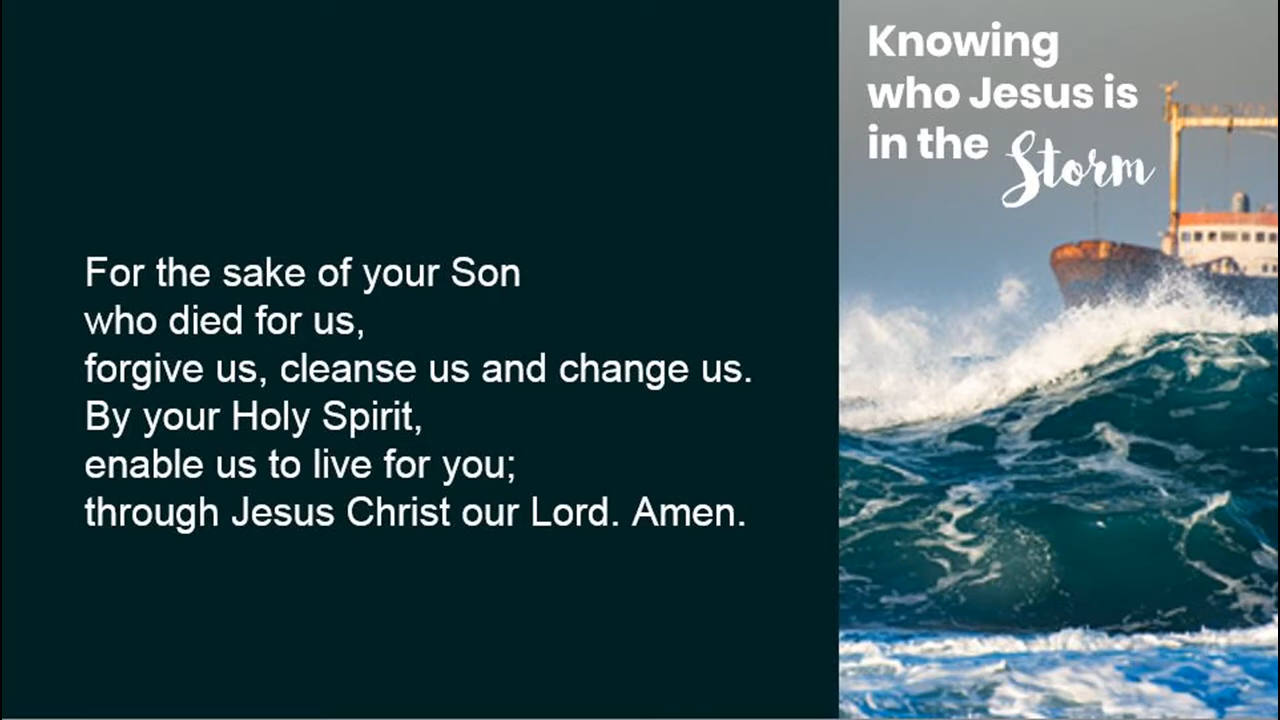 For the sake of your Son
who died for us,
forgive us, cleanse us and change us.
By your Holy Spirit,
enable us to live for you;
through Jesus Christ our Lord. Amen.
Knowing
who Jesus is
in the Storm